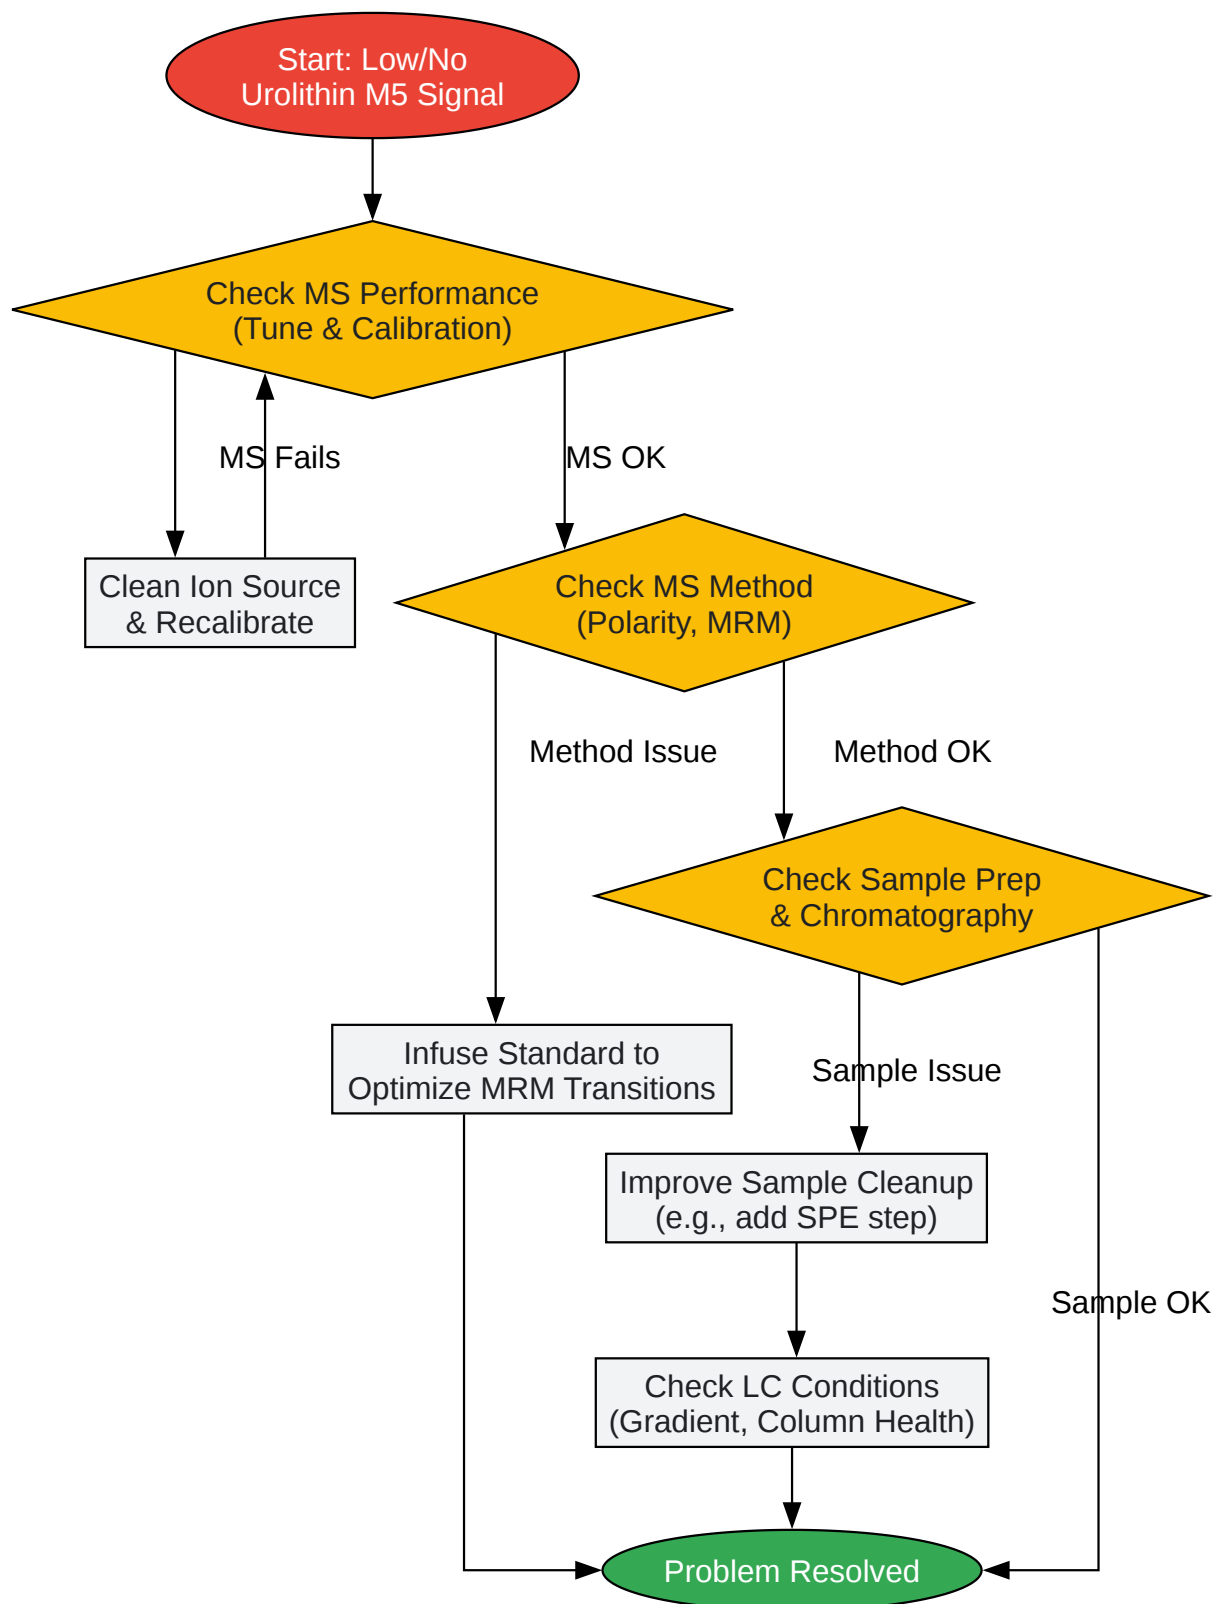 Start: Low/No
Urolithin M5 Signal
Check MS Performance
(Tune & Calibration)
MS Fails
MS OK
Clean Ion Source
& Recalibrate
Check MS Method
(Polarity, MRM)
Method Issue
Method OK
Check Sample Prep
& Chromatography
Infuse Standard to
Optimize MRM Transitions
Sample Issue
Improve Sample Cleanup
(e.g., add SPE step)
Sample OK
Check LC Conditions
(Gradient, Column Health)
Problem Resolved